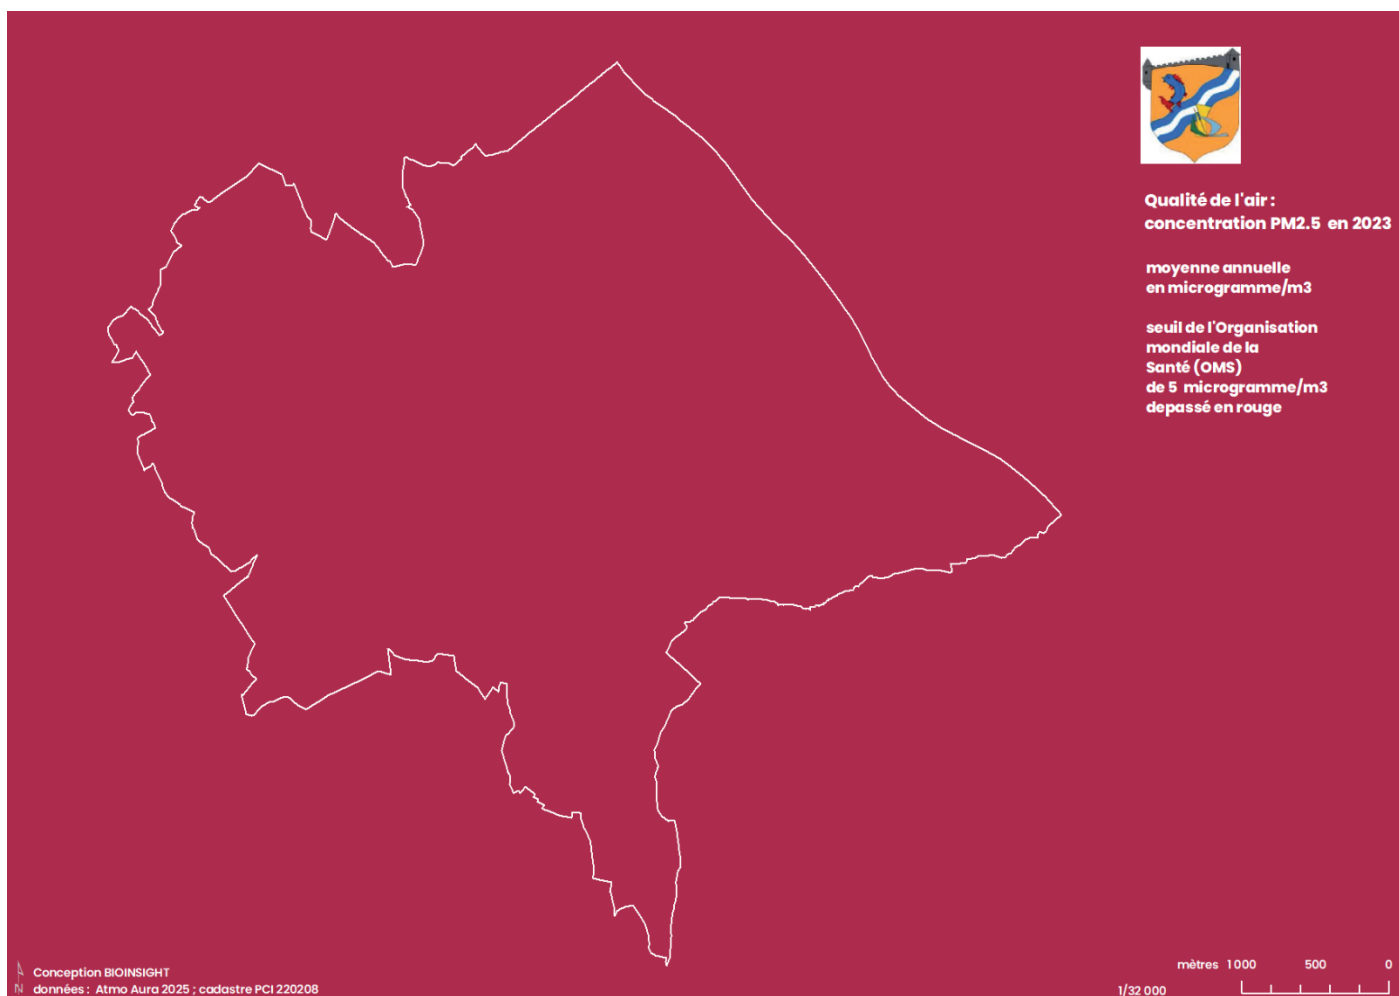 Qualité de l'air :
concentration PM2.5 en 2023
moyenne annuelle
en microgramme/m3
seuil de l'Organisation
mondiale de la
Santé (OMS)
de 5 microgramme/m3
depassé en rouge
Conception BIOINSIGHT
N données : Atmo Aura 2025 ; cadastre PCI 220208
mètres 1 000 500 0
1/32 000